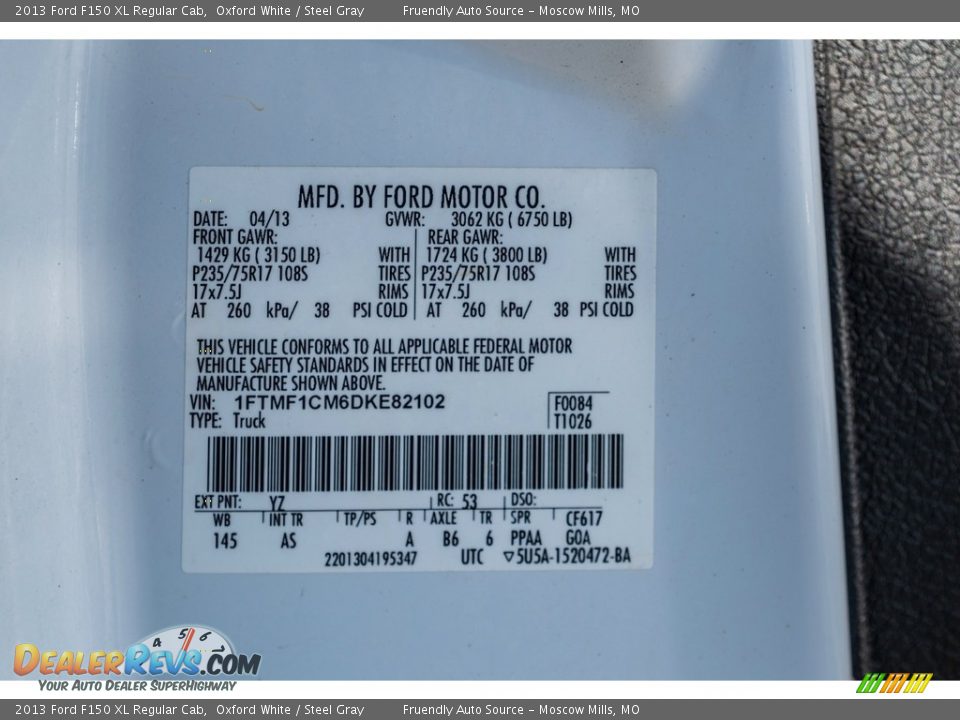 2013 Ford F150 XL Regular Cab, Oxford White / Steel Gray Fruendly Auto Source - Moscow Mills, MO
MFD. BY FORD MOTOR CO.
DATE: 04/13 GVWR: 3062 KG ( 6750 LB)
FRONT GAWR: REAR GAWR:
1429 KG ( 3150 LB) WITH 1724 KG ( 3800 LB) WITH
P235/75R17 108S TIRES P235/75R17 108S TIRES
17x7.5J RIMS 17x7.5J RIMS
AT 260 kPa/ 38 PSI COLD AT 260 kPa/ 38 PSI COLD
THIS VEHICLE CONFORMS TO ALL APPLICABLE FEDERAL MOTOR
VEHICLE SAFETY STANDARDS IN EFFECT ON THE DATE OF
MANUFACTURE SHOWN ABOVE.
VIN: 1FTMF1CM6DKE82102 F0084
TYPE: Truck T1026
EXT PNT: YZ RC: 53 DSO:
WB INT TR TP/PS R AXLE TR SPR CF617
145 AS A B6 6 PPAA GOA
2201304195347 UTC ▽5U5A-1520472-BA
4 5 6
DEALERREVS.COM
YOUR AUTO DEALER SUPERHIGHWAY
2013 Ford F150 XL Regular Cab, Oxford White / Steel Gray Fruendly Auto Source - Moscow Mills, MO